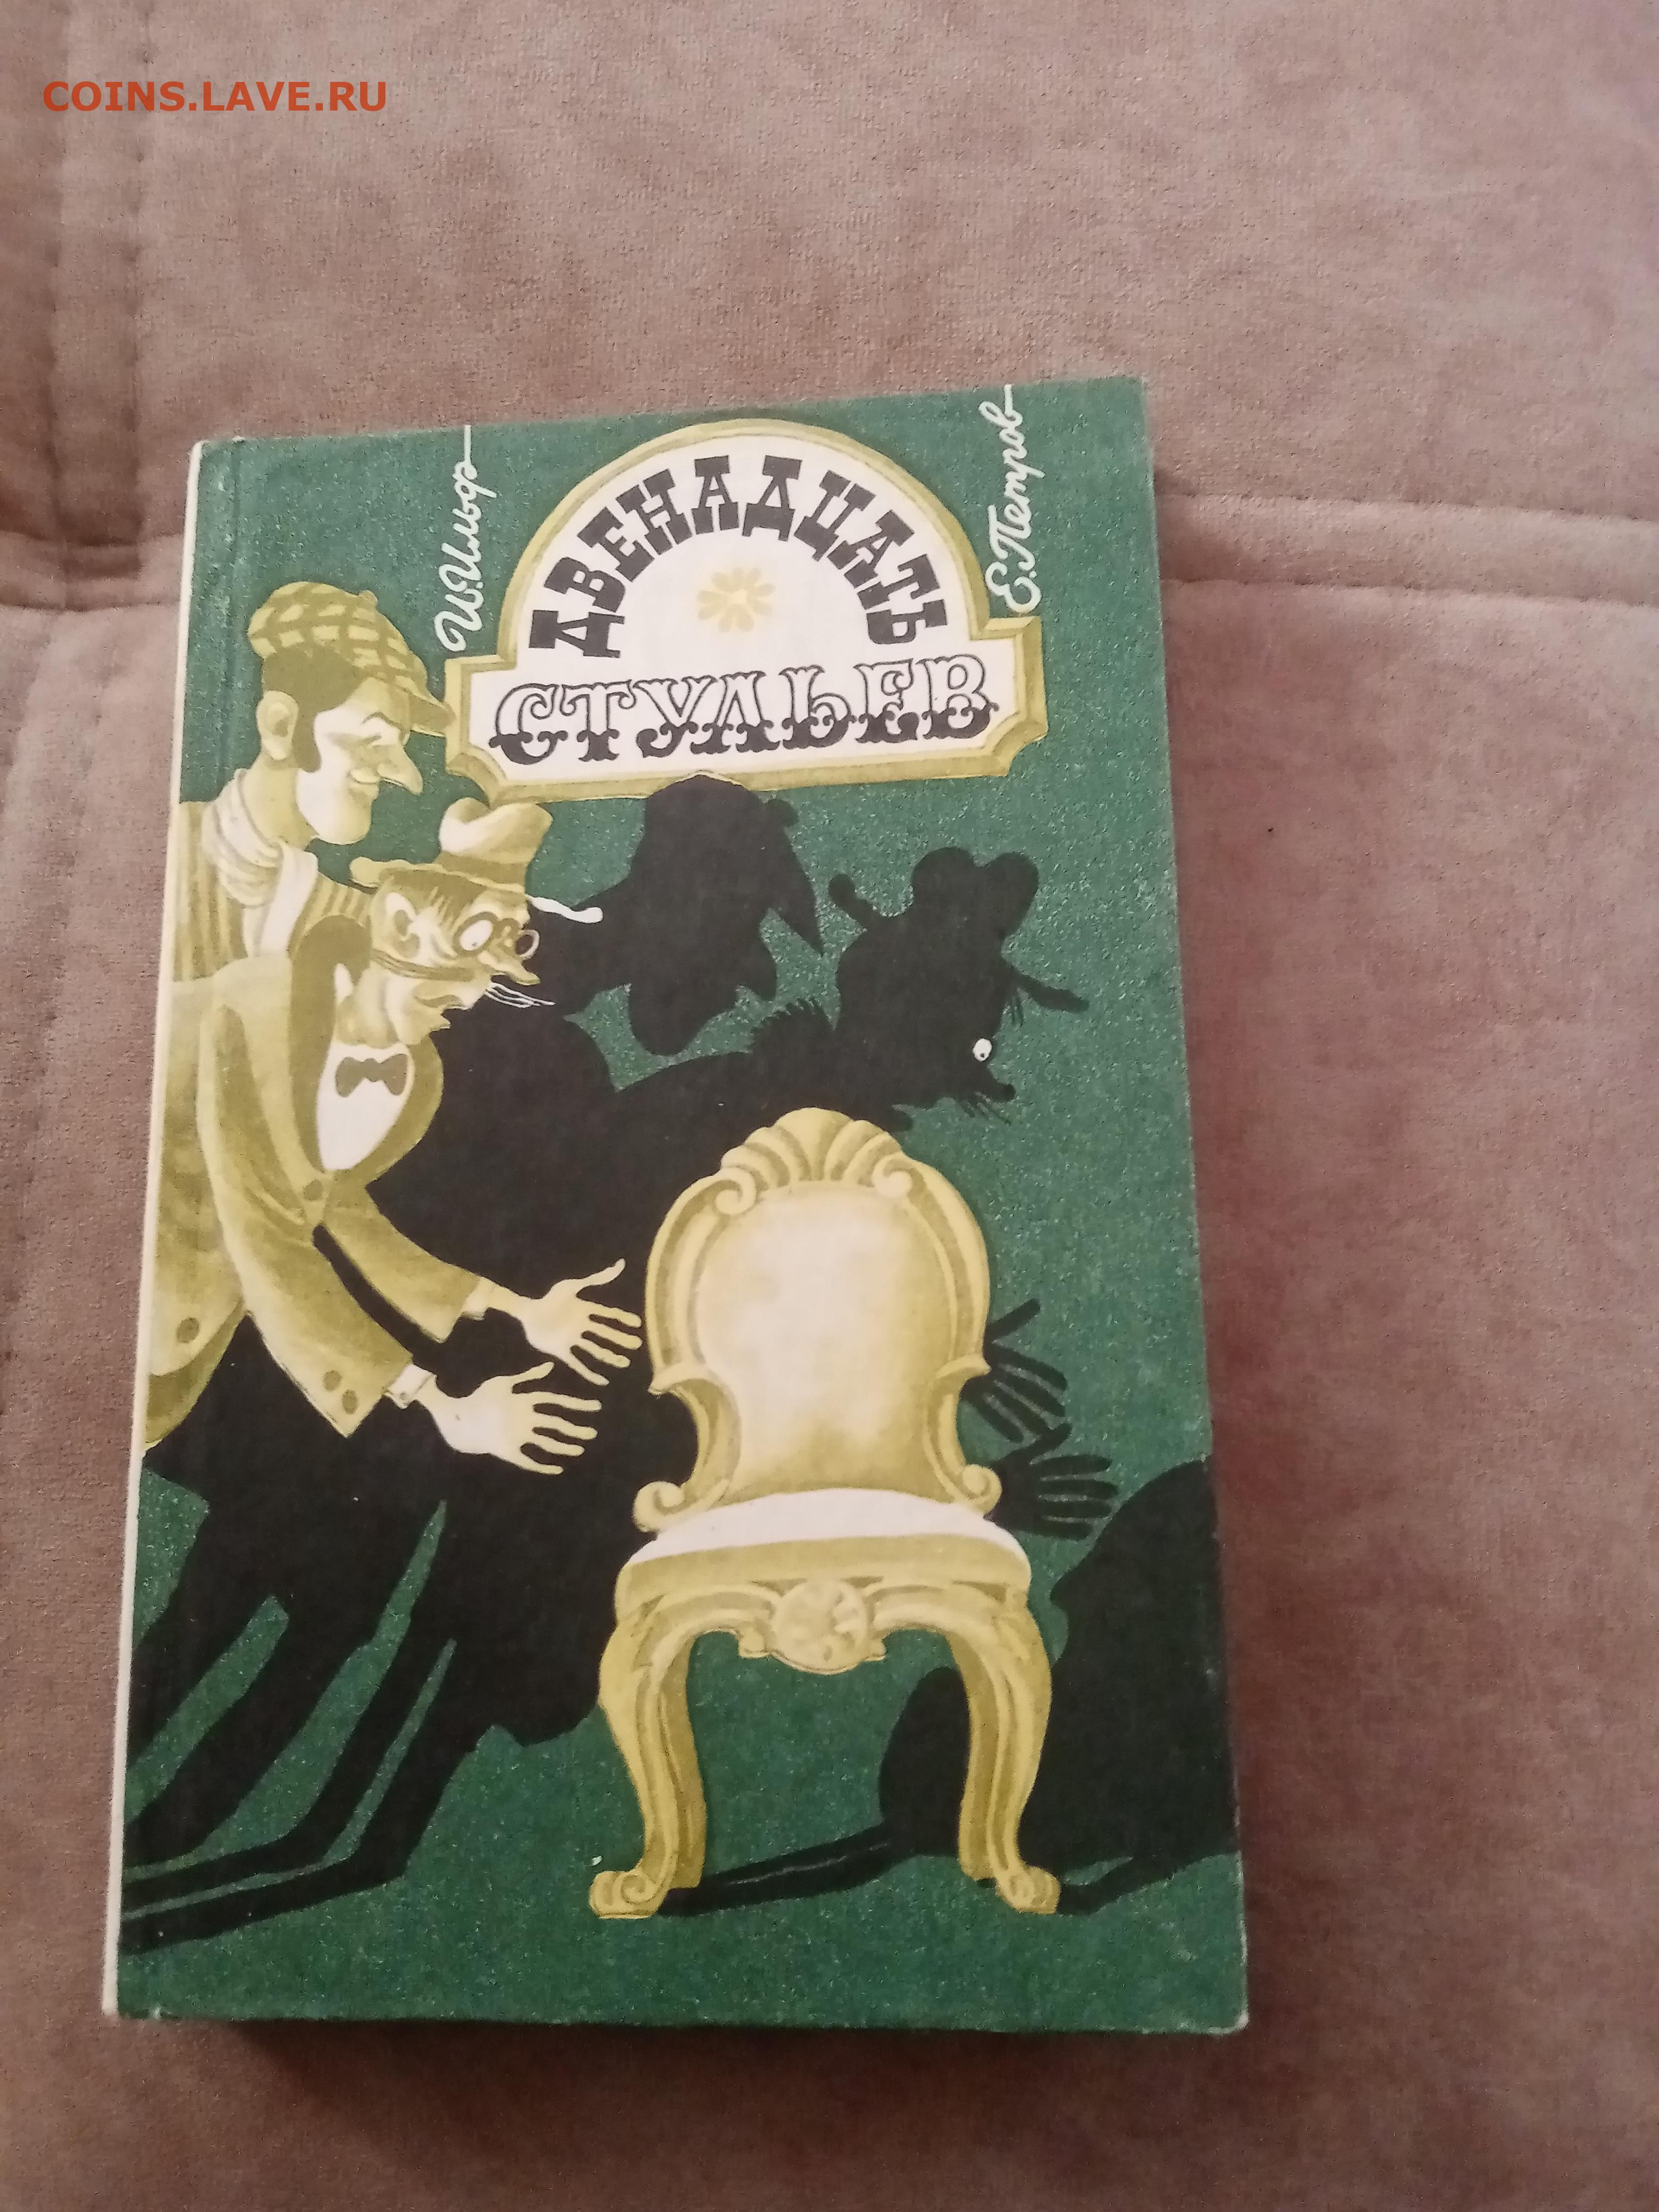 COINS.LAVE.RU
И.Ильф
Е.Петров
ДВЕНАДЦАТЬ
СТУЛЬЕВ